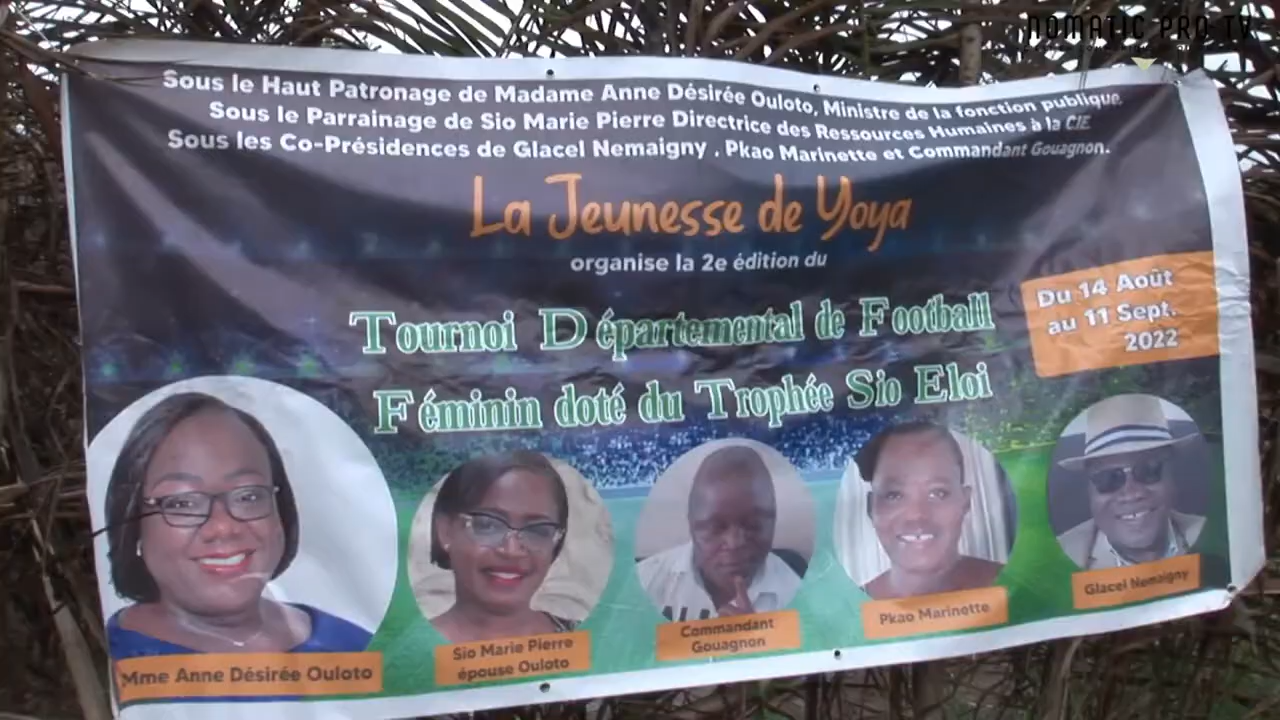 NOMATIC PRO TV
Sous le Haut Patronage de Madame Anne Désirée Ouloto, Ministre de la fonction publique
Sous le Parrainage de Sio Marie Pierre Directrice des Ressources Humaines à la CIE
Sous les Co-Présidences de Glacel Nemaigny , Pkao Marinette et Commandant Gouagnon.
La Jeunesse de Yoya
organise la 2e édition du
Tournoi Départemental de Football
Féminin doté du Trophée Sio Eloi
Du 14 Août
au 11 Sept.
2022
Mme Anne Désirée Ouloto
Sio Marie Pierre
épouse Ouloto
Commandant
Gouagnon
Pkao Marinette
Glacel Nemaigny